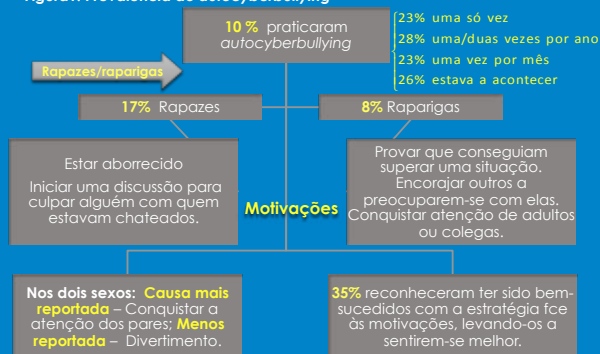 10 % praticaram
autocyberbullying
23% uma só vez
28% uma/duas vezes por ano
23% uma vez por mês
26% estava a acontecer
Rapazes/raparigas
17% Rapazes
8% Raparigas
Estar aborrecido
Iniciar uma discussão para
culpar alguém com quem
estavam chateados.
Motivações
Provar que conseguiam
superar uma situação.
Encorajar outros a
preocuparem-se com elas.
Conquistar atenção de adultos
ou colegas.
Nos dois sexos: Causa mais
reportada – Conquistar a
atenção dos pares; Menos
reportada – Divertimento.
35% reconheceram ter sido bem-
sucedidos com a estratégia fce
às motivações, levando-os a
sentirem-se melhor.